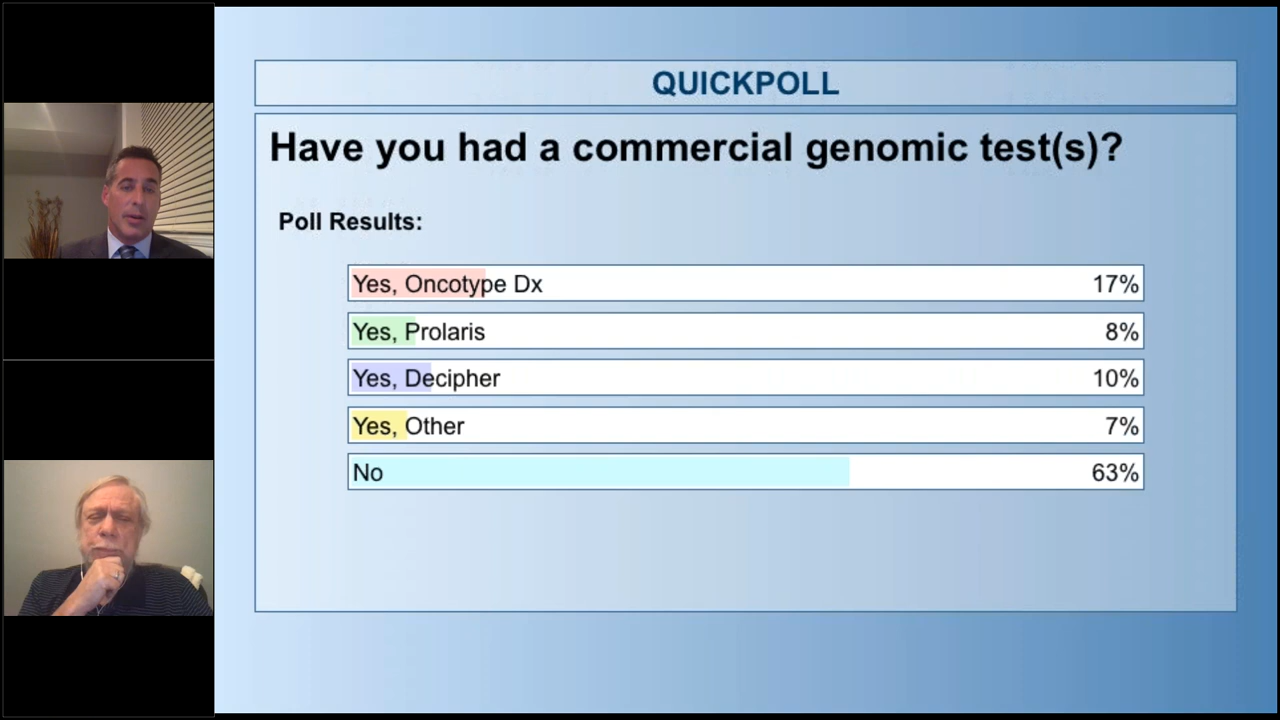 QUICKPOLL
Have you had a commercial genomic test(s)?
Poll Results:
Yes, Oncotype Dx 17%
Yes, Prolaris 8%
Yes, Decipher 10%
Yes, Other 7%
No 63%